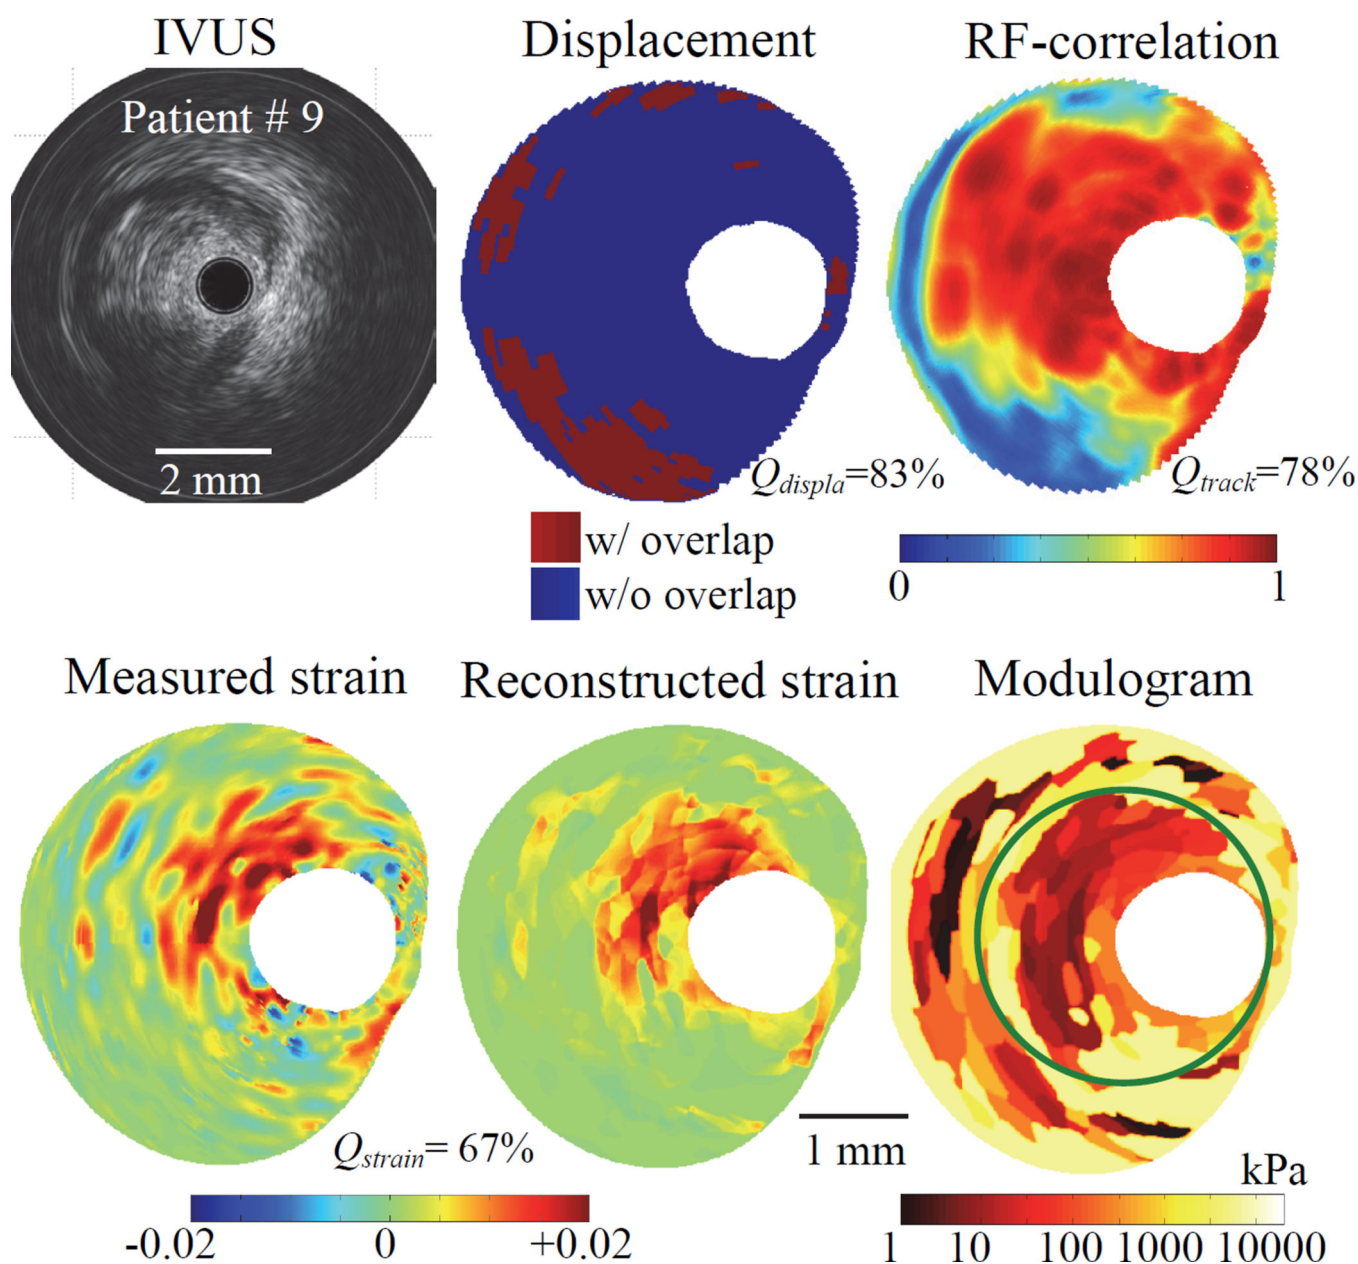 IVUS
Displacement
RF-correlation
Patient # 9
2 mm
Qdispla=83%
Qtrack=78%
w/ overlap
w/o overlap
0
1
Measured strain
Reconstructed strain
Modulogram
Qstrain= 67%
1 mm
kPa
-0.02
0
+0.02
1
10
100
1000
10000